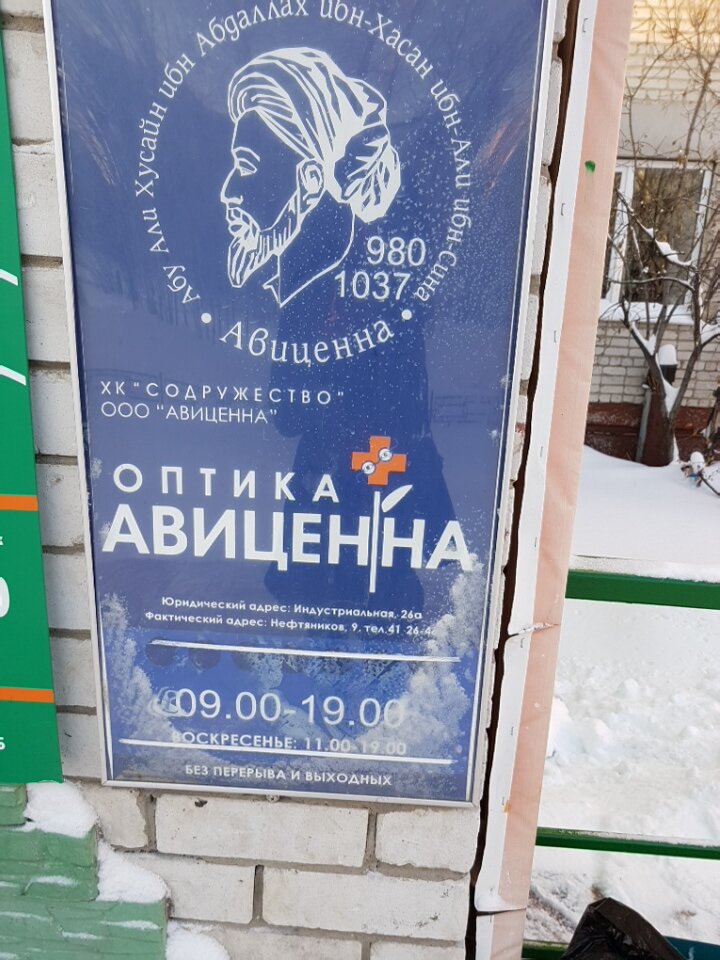 Абу Али Хусайн ибн Абдаллах ибн-Хасан ибн-Али ибн-Сина
980
1037
• Авиценна •
ХК "СОДРУЖЕСТВО"
ООО "АВИЦЕННА"
ОПТИКА
АВИЦЕННА
Юридический адрес: Индустриальная, 26а
Фактический адрес: Нефтяников, 9, тел.41 26-4
09.00-19.00
ВОСКРЕСЕНЬЕ: 11.00-19.00
БЕЗ ПЕРЕРЫВА И ВЫХОДНЫХ